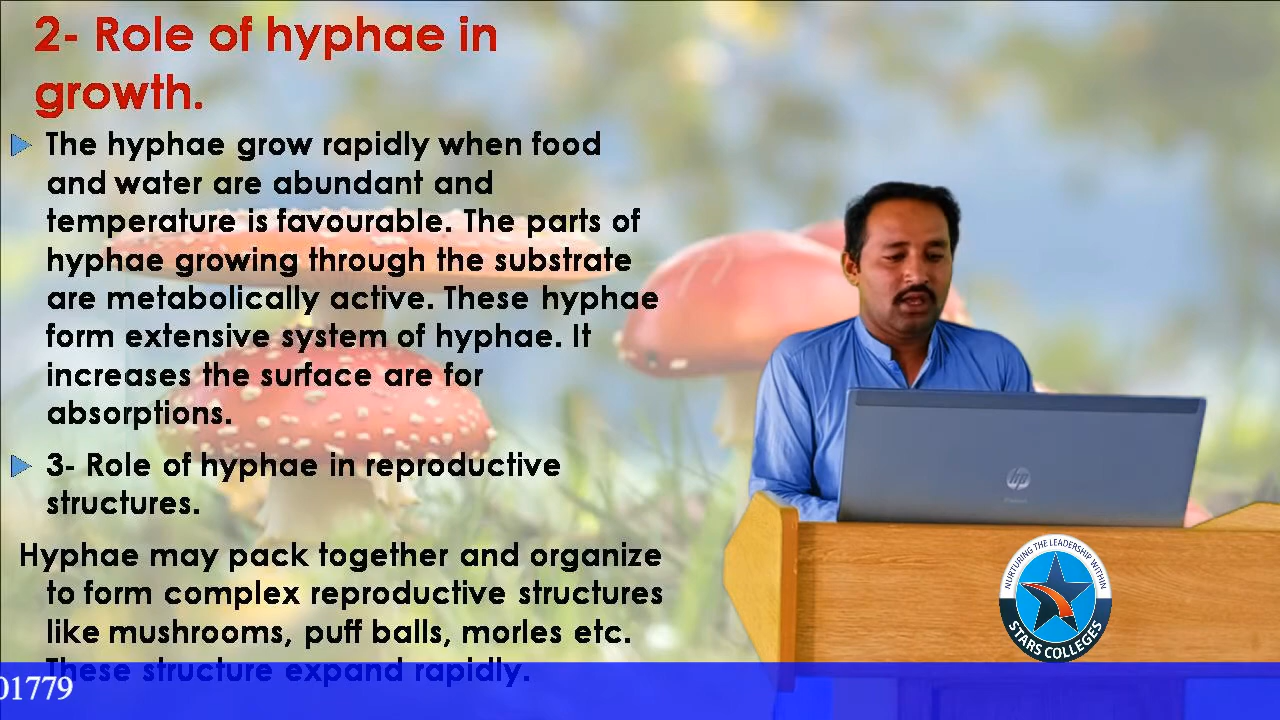 2- Role of hyphae in
growth.
The hyphae grow rapidly when food
and water are abundant and
temperature is favourable. The parts of
hyphae growing through the substrate
are metabolically active. These hyphae
form extensive system of hyphae. It
increases the surface are for
absorptions.
3- Role of hyphae in reproductive
structures.
Hyphae may pack together and organize
to form complex reproductive structures
like mushrooms, puff balls, morles etc.
These structure expand rapidly.
01779
hp
NURTURING THE LEADERSHIP WITHIN
STARS COLLEGES